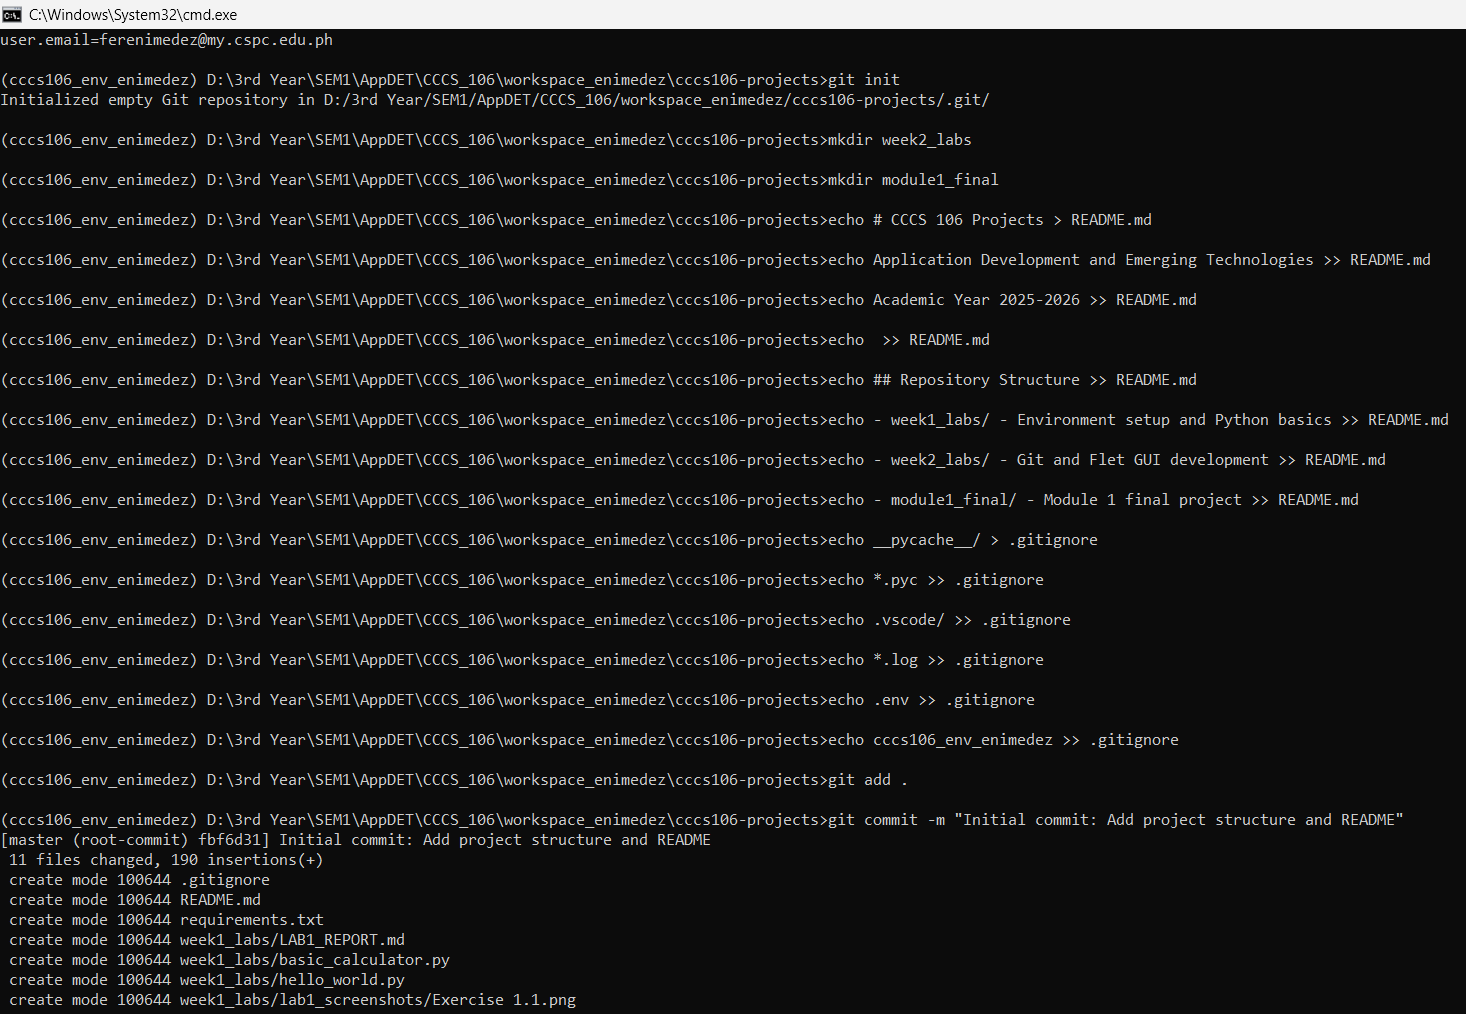 C:\Windows\System32\cmd.exe
user.email=ferenimedez@my.cspc.edu.ph
(cccs106_env_enimedez) D:\3rd Year\SEM1\AppDET\CCCS_106\workspace_enimedez\cccs106-projects>git init
Initialized empty Git repository in D:/3rd Year/SEM1/AppDET/CCCS_106/workspace_enimedez/cccs106-projects/.git/
(cccs106_env_enimedez) D:\3rd Year\SEM1\AppDET\CCCS_106\workspace_enimedez\cccs106-projects>mkdir week2_labs
(cccs106_env_enimedez) D:\3rd Year\SEM1\AppDET\CCCS_106\workspace_enimedez\cccs106-projects>mkdir module1_final
(cccs106_env_enimedez) D:\3rd Year\SEM1\AppDET\CCCS_106\workspace_enimedez\cccs106-projects>echo # CCCS 106 Projects > README.md
(cccs106_env_enimedez) D:\3rd Year\SEM1\AppDET\CCCS_106\workspace_enimedez\cccs106-projects>echo Application Development and Emerging Technologies >> README.md
(cccs106_env_enimedez) D:\3rd Year\SEM1\AppDET\CCCS_106\workspace_enimedez\cccs106-projects>echo Academic Year 2025-2026 >> README.md
(cccs106_env_enimedez) D:\3rd Year\SEM1\AppDET\CCCS_106\workspace_enimedez\cccs106-projects>echo  >> README.md
(cccs106_env_enimedez) D:\3rd Year\SEM1\AppDET\CCCS_106\workspace_enimedez\cccs106-projects>echo ## Repository Structure >> README.md
(cccs106_env_enimedez) D:\3rd Year\SEM1\AppDET\CCCS_106\workspace_enimedez\cccs106-projects>echo - week1_labs/ - Environment setup and Python basics >> README.md
(cccs106_env_enimedez) D:\3rd Year\SEM1\AppDET\CCCS_106\workspace_enimedez\cccs106-projects>echo - week2_labs/ - Git and Flet GUI development >> README.md
(cccs106_env_enimedez) D:\3rd Year\SEM1\AppDET\CCCS_106\workspace_enimedez\cccs106-projects>echo - module1_final/ - Module 1 final project >> README.md
(cccs106_env_enimedez) D:\3rd Year\SEM1\AppDET\CCCS_106\workspace_enimedez\cccs106-projects>echo __pycache__/ > .gitignore
(cccs106_env_enimedez) D:\3rd Year\SEM1\AppDET\CCCS_106\workspace_enimedez\cccs106-projects>echo *.pyc >> .gitignore
(cccs106_env_enimedez) D:\3rd Year\SEM1\AppDET\CCCS_106\workspace_enimedez\cccs106-projects>echo .vscode/ >> .gitignore
(cccs106_env_enimedez) D:\3rd Year\SEM1\AppDET\CCCS_106\workspace_enimedez\cccs106-projects>echo *.log >> .gitignore
(cccs106_env_enimedez) D:\3rd Year\SEM1\AppDET\CCCS_106\workspace_enimedez\cccs106-projects>echo .env >> .gitignore
(cccs106_env_enimedez) D:\3rd Year\SEM1\AppDET\CCCS_106\workspace_enimedez\cccs106-projects>echo cccs106_env_enimedez >> .gitignore
(cccs106_env_enimedez) D:\3rd Year\SEM1\AppDET\CCCS_106\workspace_enimedez\cccs106-projects>git add .
(cccs106_env_enimedez) D:\3rd Year\SEM1\AppDET\CCCS_106\workspace_enimedez\cccs106-projects>git commit -m "Initial commit: Add project structure and README"
[master (root-commit) fbf6d31] Initial commit: Add project structure and README
 11 files changed, 190 insertions(+)
 create mode 100644 .gitignore
 create mode 100644 README.md
 create mode 100644 requirements.txt
 create mode 100644 week1_labs/LAB1_REPORT.md
 create mode 100644 week1_labs/basic_calculator.py
 create mode 100644 week1_labs/hello_world.py
 create mode 100644 week1_labs/lab1_screenshots/Exercise 1.1.png